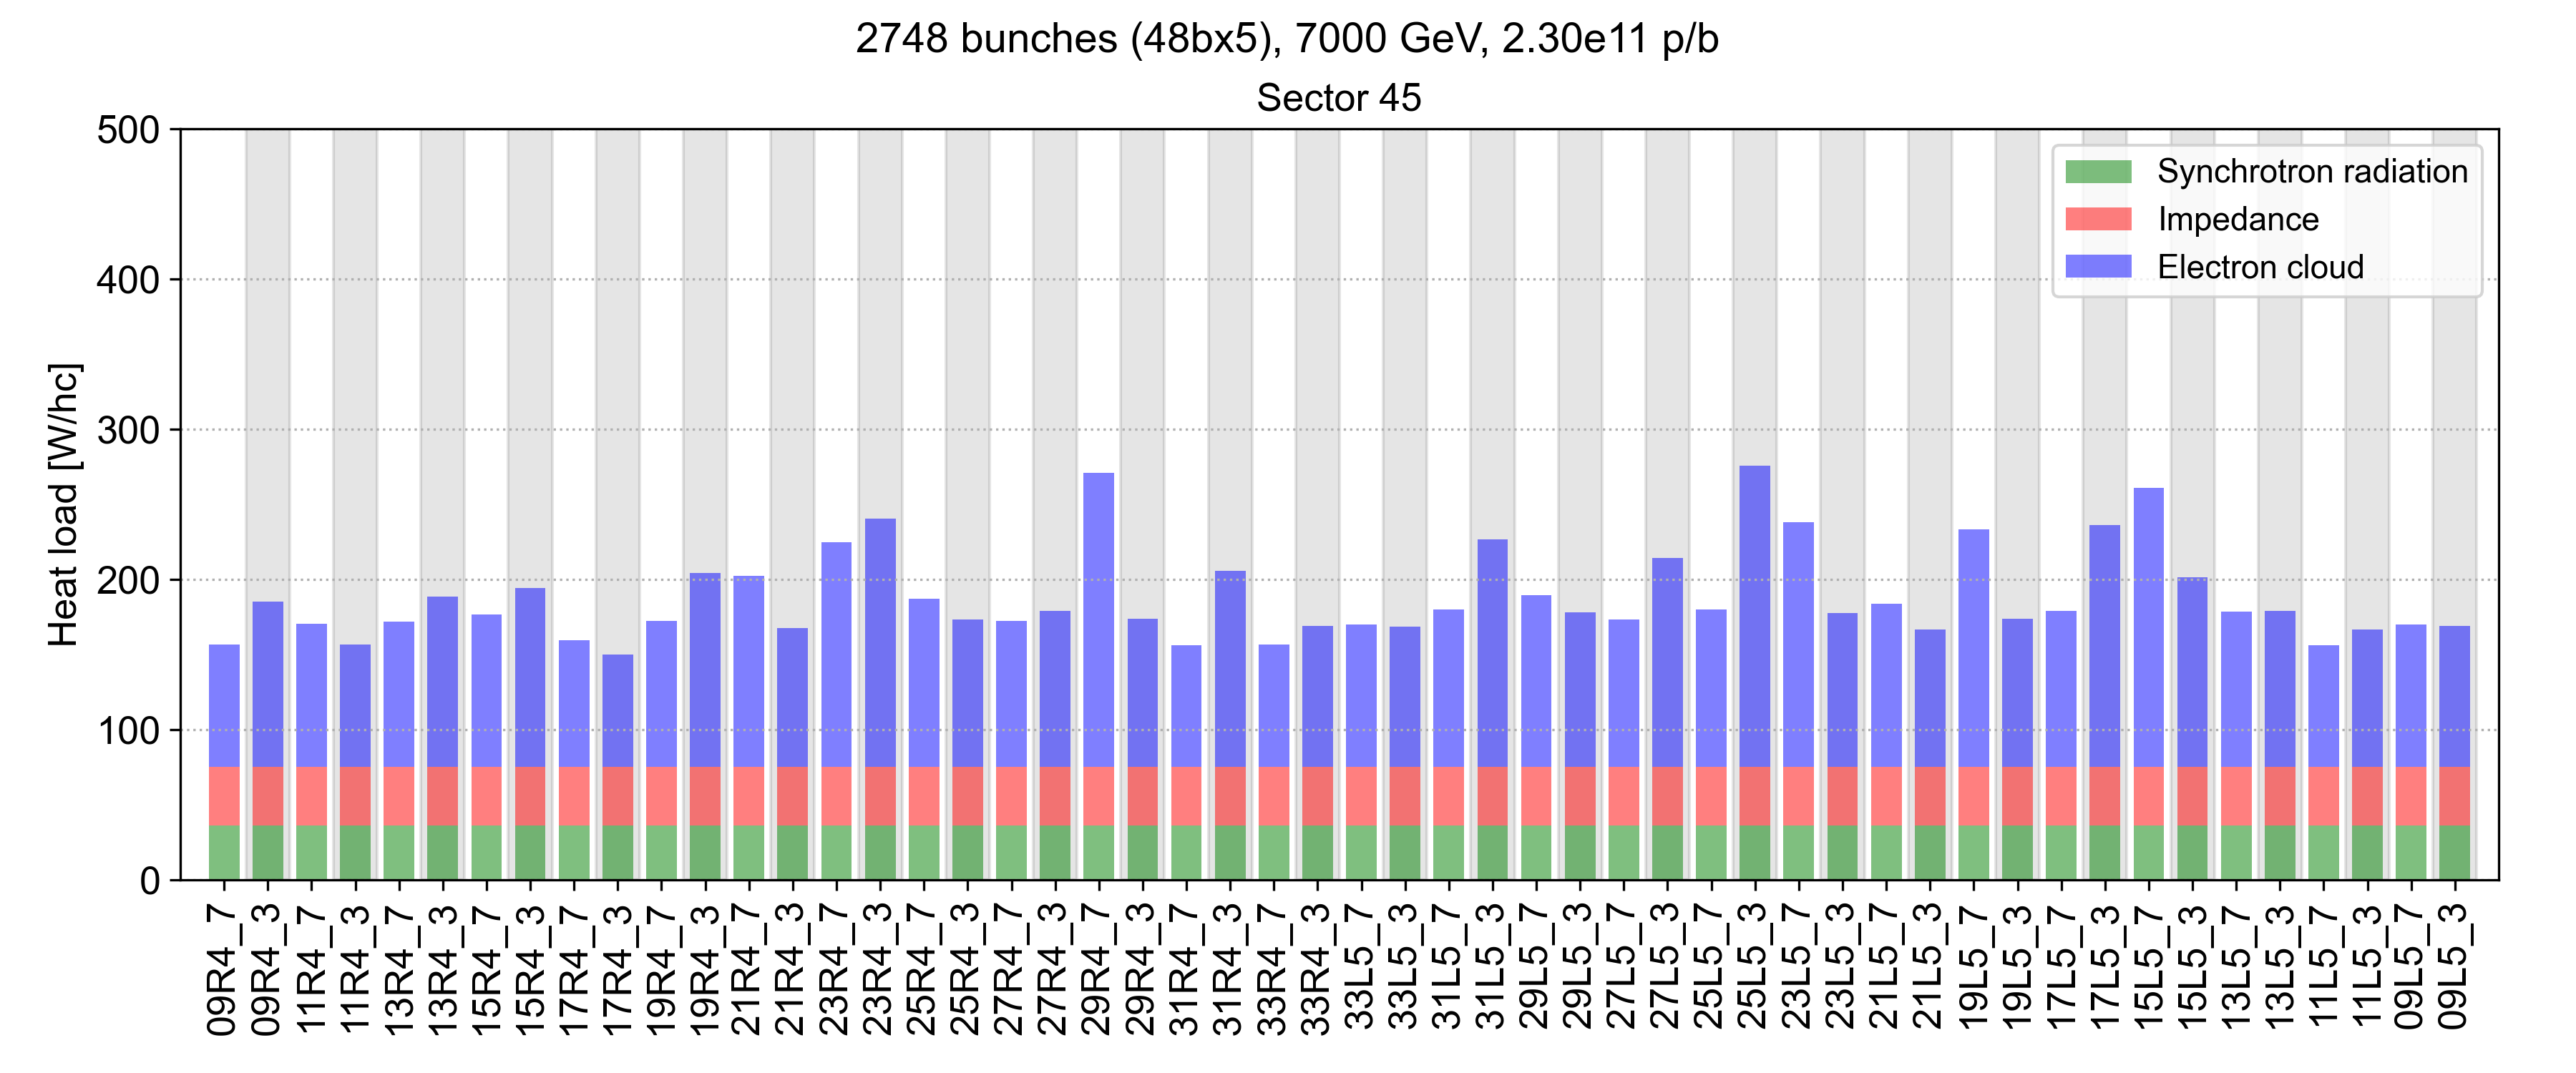 2748 bunches (48bx5), 7000 GeV, 2.30e11 p/b
Sector 45
500
400
300
200
100
0
Heat load [W/hc]
Synchrotron radiation
Impedance
Electron cloud
09R4_7
09R4_3
11R4_7
11R4_3
13R4_7
13R4_3
15R4_7
15R4_3
17R4_7
17R4_3
19R4_7
19R4_3
21R4_7
21R4_3
23R4_7
23R4_3
25R4_7
25R4_3
27R4_7
27R4_3
29R4_7
29R4_3
31R4_7
31R4_3
33R4_7
33R4_3
33L5_7
33L5_3
31L5_7
31L5_3
29L5_7
29L5_3
27L5_7
27L5_3
25L5_7
25L5_3
23L5_7
23L5_3
21L5_7
21L5_3
19L5_7
19L5_3
17L5_7
17L5_3
15L5_7
15L5_3
13L5_7
13L5_3
11L5_7
11L5_3
09L5_7
09L5_3